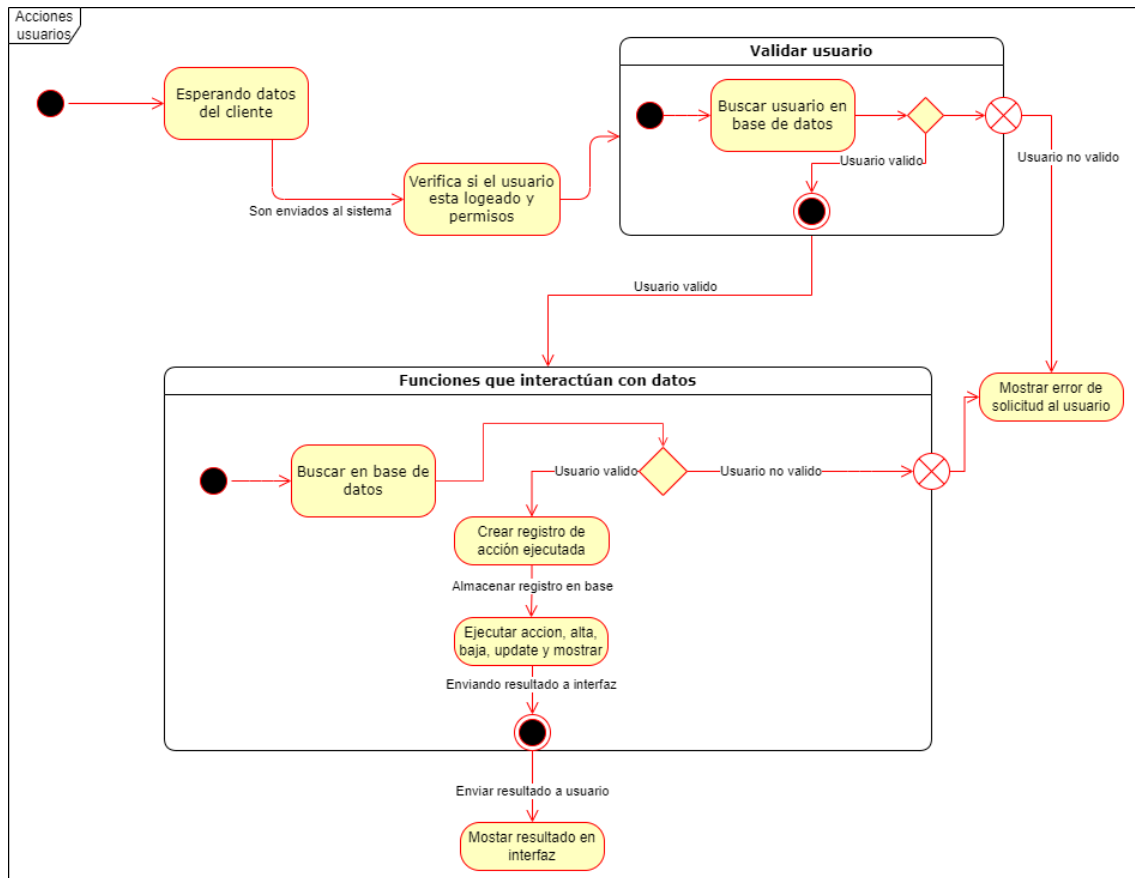 Acciones
usuarios
Validar usuario
Esperando datos
del cliente
Buscar usuario en
base de datos
Usuario valido
Usuario no valido
Verifica si el usuario
esta logeado y
permisos
Son enviados al sistema
Usuario valido
Funciones que interactúan con datos
Mostrar error de
solicitud al usuario
Buscar en base de
datos
Usuario valido
Usuario no valido
Crear registro de
acción ejecutada
Almacenar registro en base
Ejecutar accion, alta,
baja, update y mostrar
Enviando resultado a interfaz
Enviar resultado a usuario
Mostar resultado en
interfaz